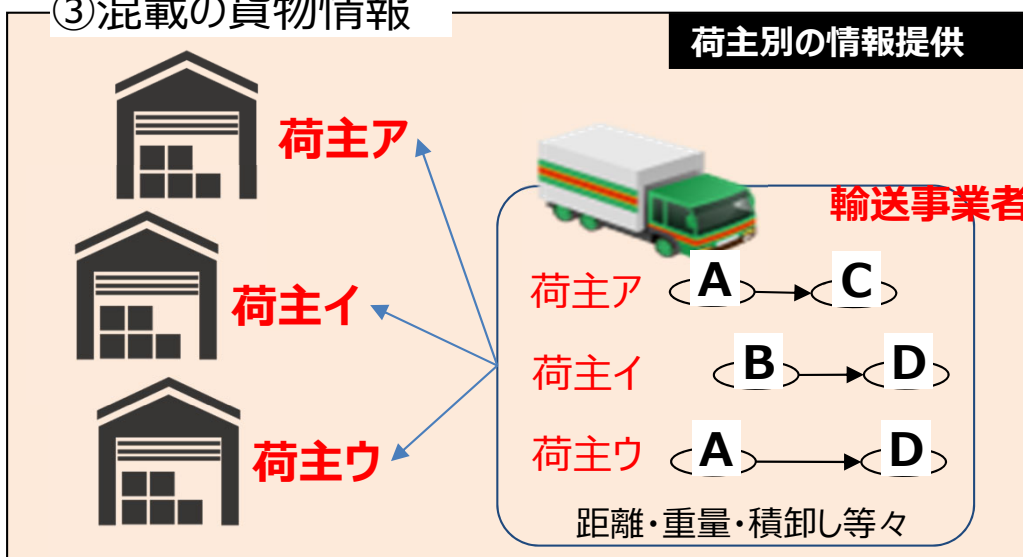 ③混載の貨物情報
荷主別の情報提供
荷主ア
荷主イ
荷主ウ
輸送事業者
荷主ア A C
荷主イ B D
荷主ウ A D
距離・重量・積卸し等々